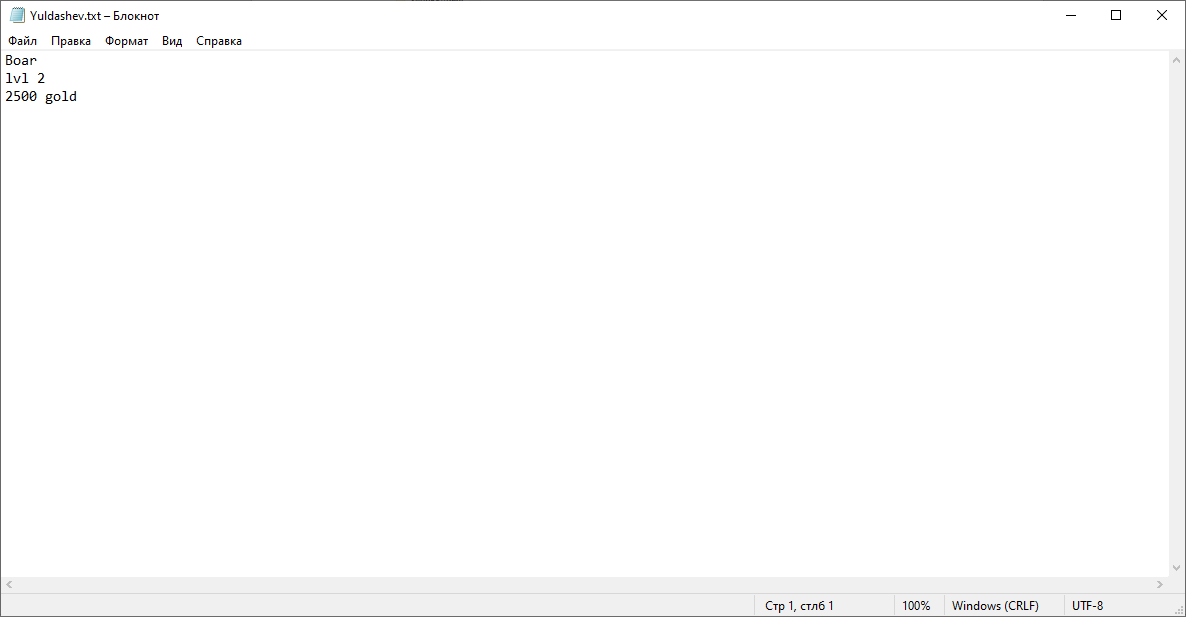 Yuldashev.txt – Блокнот
Файл Правка Формат Вид Справка
Boar
lvl 2
2500 gold
Стр 1, стлб 1 100% Windows (CRLF) UTF-8